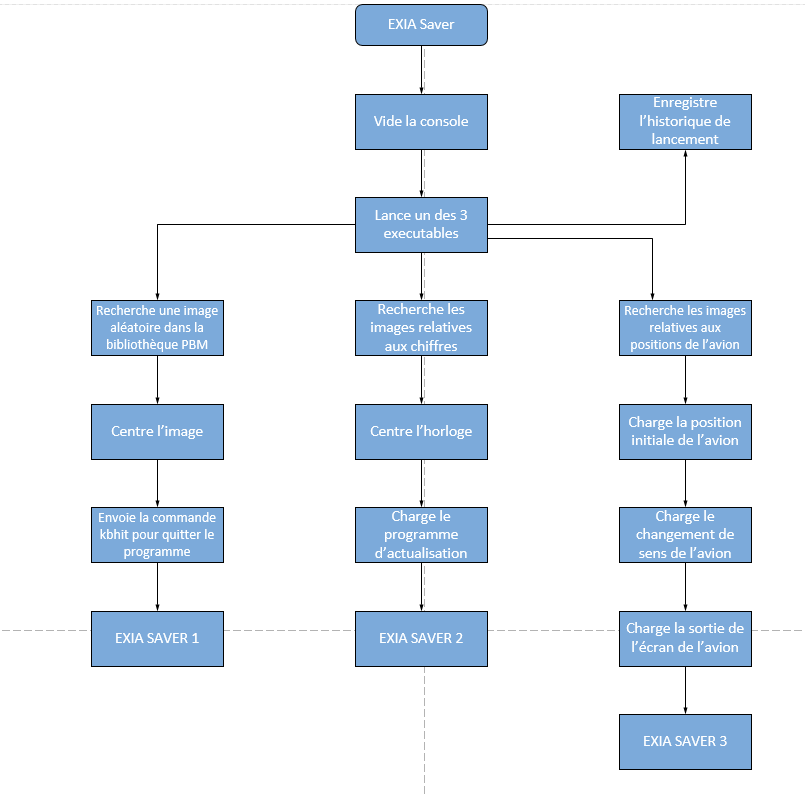 EXIA Saver
Vide la console
Enregistre
l'historique de
lancement
Lance un des 3
executables
Recherche une image
aléatoire dans la
bibliothèque PBM
Recherche les
images relatives
aux chiffres
Recherche les images
relatives aux
positions de l'avion
Centre l'image
Centre l'horloge
Charge la position
initiale de l'avion
Envoie la commande
kbhit pour quitter le
programme
Charge le
programme
d'actualisation
Charge le
changement de
sens de l'avion
EXIA SAVER 1
EXIA SAVER 2
Charge la sortie de
l'écran de l'avion
EXIA SAVER 3